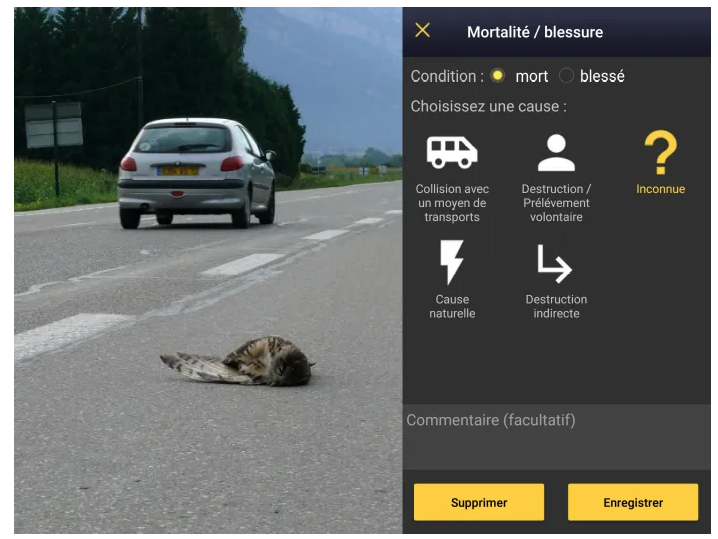 Mortalité / blessure
Condition : mort blessé
Choisissez une cause :
Collision avec
un moyen de
transports
Destruction /
Prélévement
volontaire
?
Inconnue
Cause
naturelle
Destruction
indirecte
Commentaire (facultatif)
Supprimer
Enregistrer